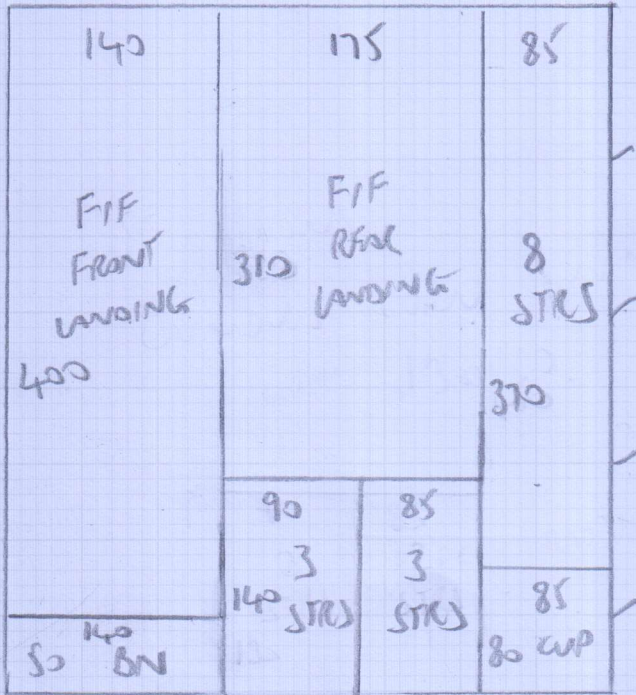 140
175
85
F/F
FRONT
LANDING
400
F/F
REAR
LANDING
310
8
STRS
370
90
3
STRS
140
85
3
STRS
140
50 BN
85
80 CUP